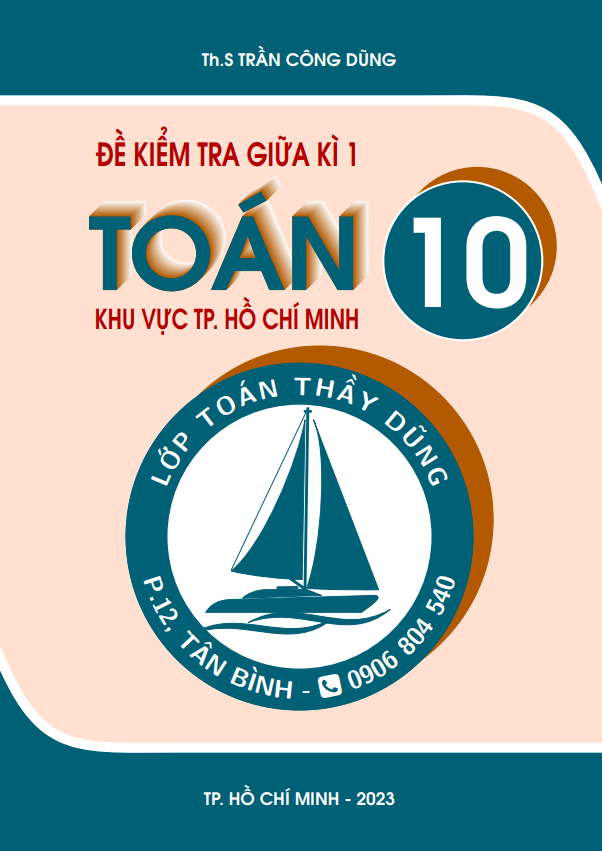 Th.S TRẦN CÔNG DŨNG
ĐỀ KIỂM TRA GIỮA KÌ 1
TOÁN
10
KHU VỰC TP. HỒ CHÍ MINH
LỚP TOÁN THẦY DŨNG
P.12, TÂN BÌNH - 0906 804 540
TP. HỒ CHÍ MINH - 2023